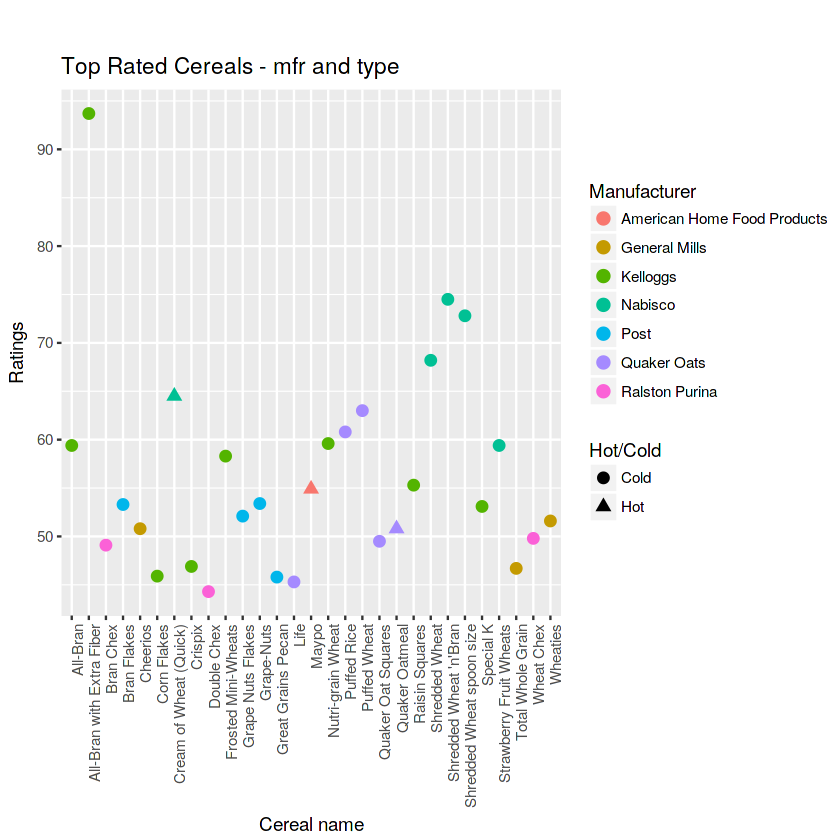 Top Rated Cereals - mfr and type
Ratings
90
80
70
60
50
All-Bran
All-Bran with Extra Fiber
Bran Chex
Bran Flakes
Cheerios
Corn Flakes
Cream of Wheat (Quick)
Crispix
Double Chex
Frosted Mini-Wheats
Grape Nuts Flakes
Grape-Nuts
Great Grains Pecan
Life
Maypo
Nutri-grain Wheat
Puffed Rice
Puffed Wheat
Quaker Oat Squares
Quaker Oatmeal
Raisin Squares
Shredded Wheat
Shredded Wheat 'n'Bran
Shredded Wheat spoon size
Special K
Strawberry Fruit Wheats
Total Whole Grain
Wheat Chex
Wheaties
Cereal name
Manufacturer
American Home Food Products
General Mills
Kelloggs
Nabisco
Post
Quaker Oats
Ralston Purina
Hot/Cold
Cold
Hot